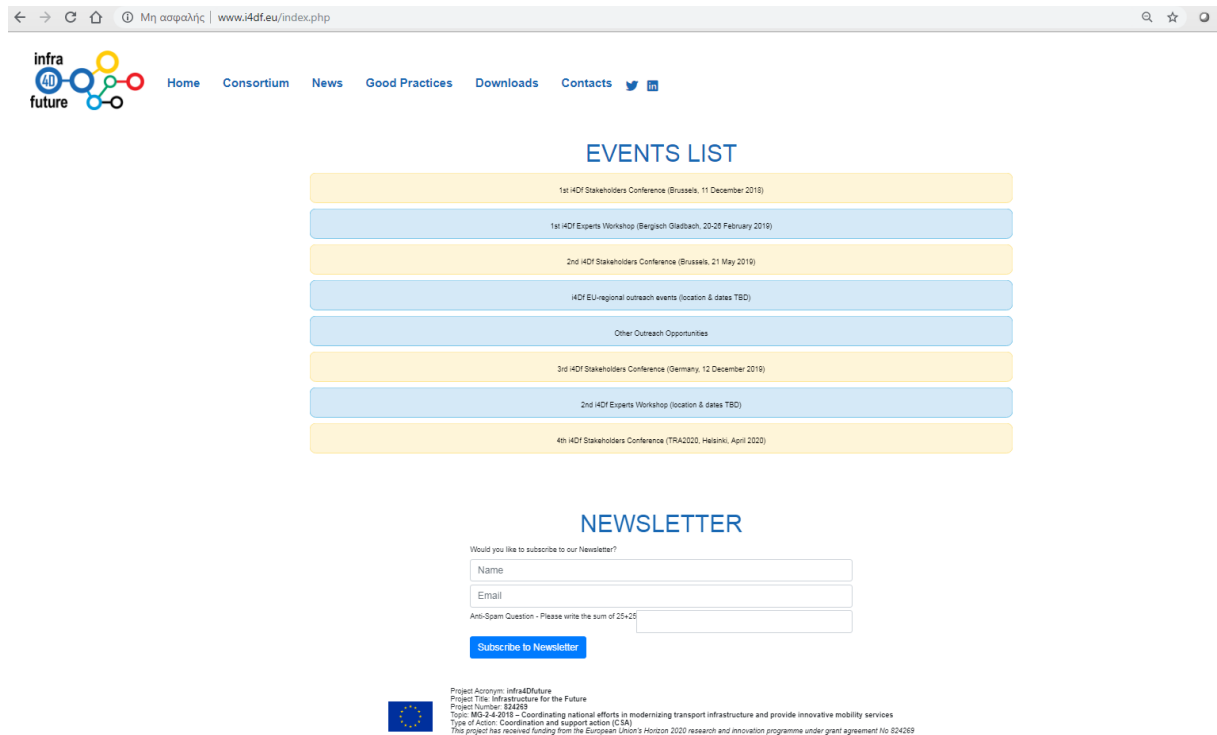 Μη ασφαλής | www.i4df.eu/index.php
infra
4D
future
Home Consortium News Good Practices Downloads Contacts
EVENTS LIST
1st i4Df Stakeholders Conference (Brussels, 11 December 2018)
1st i4Df Experts Workshop (Bergisch Gladbach, 20-26 February 2019)
2nd i4Df Stakeholders Conference (Brussels, 21 May 2019)
i4Df EU-regional outreach events (location & dates TBD)
Other Outreach Opportunities
3rd i4Df Stakeholders Conference (Germany, 12 December 2019)
2nd i4Df Experts Workshop (location & dates TBD)
4th i4Df Stakeholders Conference (TRA2020, Helsinki, April 2020)
NEWSLETTER
Would you like to subscribe to our Newsletter?
Name
Email
Anti-Spam Question - Please write the sum of 25+25
Subscribe to Newsletter
Project Acronym: infra4Dfuture
Project Title: Infrastructure for the Future
Project Number: 824269
Topic: MG-2-4-2018 – Coordinating national efforts in modernizing transport infrastructure and provide innovative mobility services
Type of Action: Coordination and support action (CSA)
This project has received funding from the European Union's Horizon 2020 research and innovation programme under grant agreement No 824269